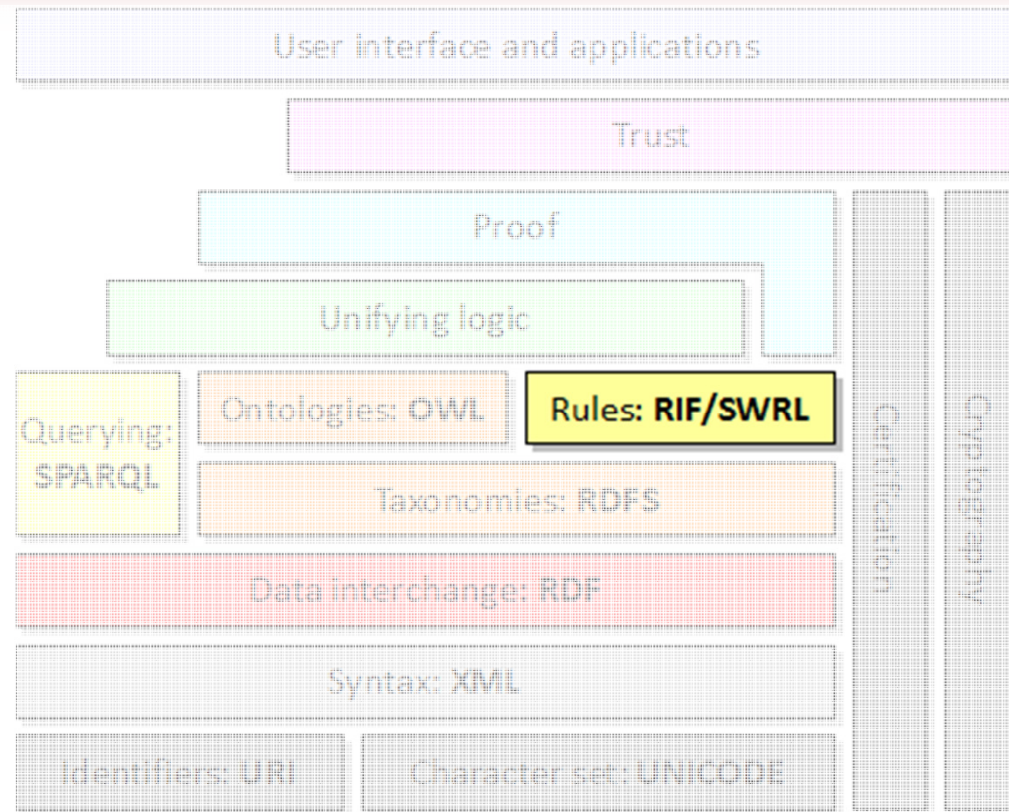 User interface and applications
Trust
Proof
Unifying logic
Ontologies: OWL
Rules: RIF/SWRL
Querying:
SPARQL
Taxonomies: RDFS
Data interchange: RDF
Syntax: XML
Identifiers: URI
Character set: UNICODE
Certification
Cryptography